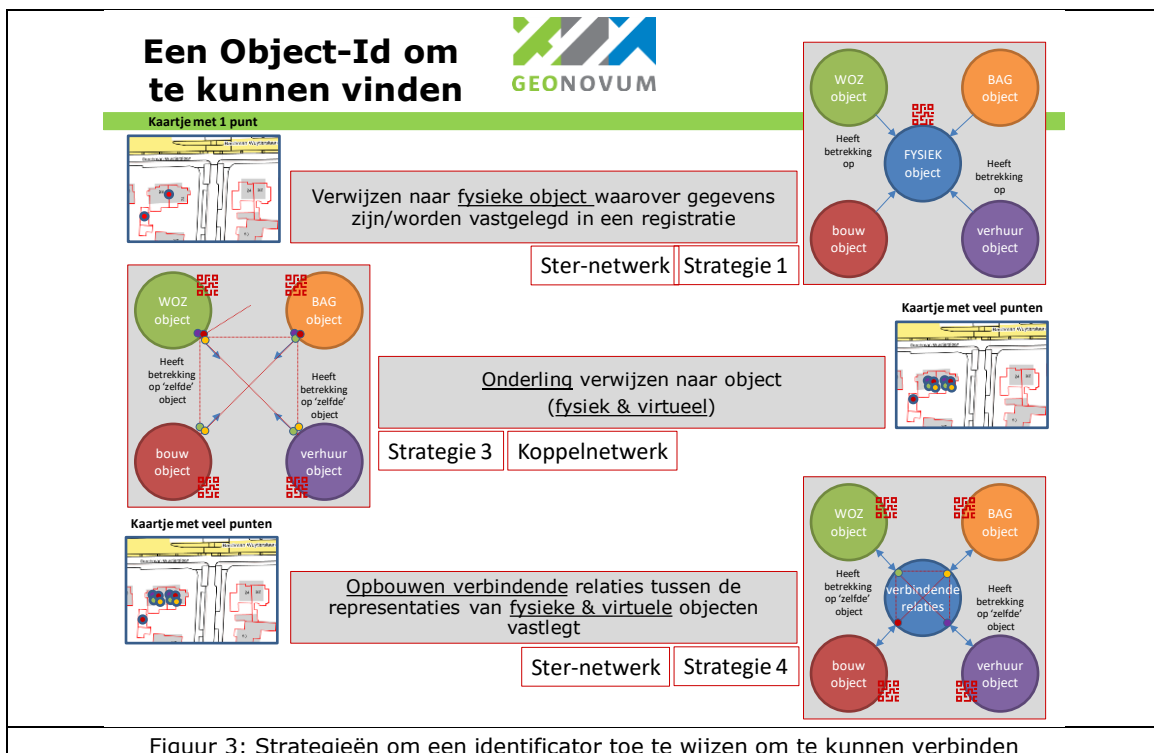 Een Object-Id om
te kunnen vinden
GEONOVUM
Kaartje met 1 punt
WOZ
object
BAG
object
Heeft
betrekking
op
FYSIEK
object
Heeft
betrekking
op
bouw
object
verhuur
object
Verwijzen naar fysieke object waarover gegevens
zijn/worden vastgelegd in een registratie
Ster-netwerk
Strategie 1
WOZ
object
BAG
object
Heeft
betrekking
op 'zelfde'
object
Heeft
betrekking
op 'zelfde'
object
bouw
object
verhuur
object
Kaartje met veel punten
Onderling verwijzen naar object
(fysiek & virtueel)
Strategie 3
Koppelnetwerk
Kaartje met veel punten
Opbouwen verbindende relaties tussen de
representaties van fysieke & virtuele objecten
vastlegt
Ster-netwerk
Strategie 4
WOZ
object
BAG
object
Heeft
betrekking
op 'zelfde'
object
verbindende
relaties
Heeft
betrekking
op 'zelfde'
object
bouw
object
verhuur
object
Figuur 3: Strategieën om een identificator toe te wijzen om te kunnen verbinden